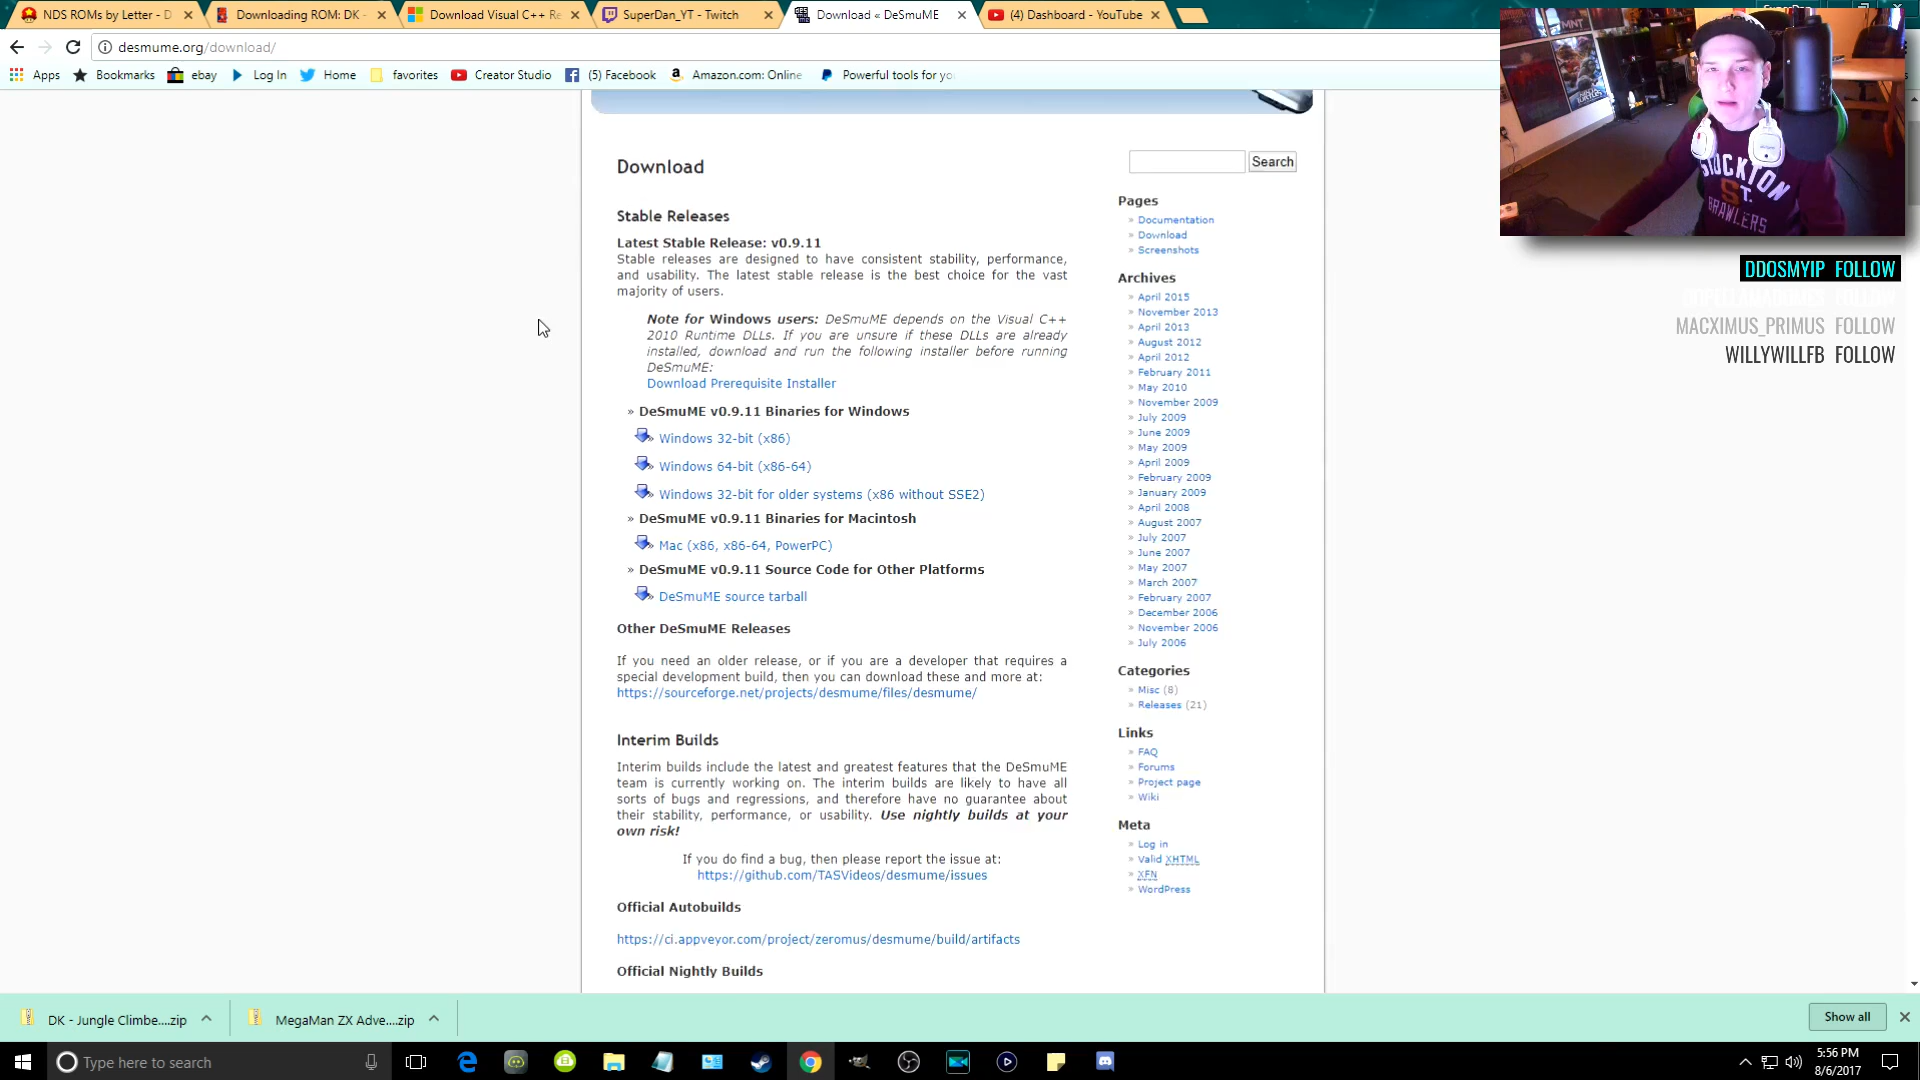 NDS ROMs by Letter - D
Downloading ROM: DK -
Download Visual C++ Re
SuperDan_YT - Twitch
Download « DeSmuME
(4) Dashboard - YouTube
desmume.org/download/
Apps
Bookmarks
ebay
Log In
Home
favorites
Creator Studio
(5) Facebook
Amazon.com: Online
Powerful tools for yo
STOCKTON
ST.
BRAWLERS
DDOSMYIP FOLLOW
MACXIMUS_PRIMUS FOLLOW
WILLYWILLFB FOLLOW
Download
Stable Releases
Latest Stable Release: v0.9.11
Stable releases are designed to have consistent stability, performance,
and usability. The latest stable release is the best choice for the vast
majority of users.
Note for Windows users: DeSmuME depends on the Visual C++
2010 Runtime DLLs. If you are unsure if these DLLs are already
installed, download and run the following installer before running
DeSmuME:
Download Prerequisite Installer
» DeSmuME v0.9.11 Binaries for Windows
» Windows 32-bit (x86)
» Windows 64-bit (x86-64)
» Windows 32-bit for older systems (x86 without SSE2)
» DeSmuME v0.9.11 Binaries for Macintosh
» Mac (x86, x86-64, PowerPC)
» DeSmuME v0.9.11 Source Code for Other Platforms
» DeSmuME source tarball
Other DeSmuME Releases
If you need an older release, or if you are a developer that requires a
special development build, then you can download these and more at:
https://sourceforge.net/projects/desmume/files/desmume/
Interim Builds
Interim builds include the latest and greatest features that the DeSmuME
team is currently working on. The interim builds are likely to have all
sorts of bugs and regressions, and therefore have no guarantee about
their stability, performance, or usability. Use nightly builds at your
own risk!
If you do find a bug, then please report the issue at:
https://github.com/TASVideos/desmume/issues
Official Autobuilds
https://ci.appveyor.com/project/zeromus/desmume/build/artifacts
Official Nightly Builds
Search
Pages
» Documentation
» Download
» Screenshots
Archives
» April 2015
» November 2013
» April 2013
» August 2012
» April 2012
» February 2011
» May 2010
» November 2009
» July 2009
» June 2009
» May 2009
» April 2009
» February 2009
» January 2009
» April 2008
» August 2007
» July 2007
» June 2007
» May 2007
» March 2007
» February 2007
» December 2006
» November 2006
» July 2006
Categories
» Misc (8)
» Releases (21)
Links
» FAQ
» Forums
» Project page
» Wiki
Meta
» Log in
» Valid XHTML
» XFN
» WordPress
DK - Jungle Climbe....zip
MegaMan ZX Adve....zip
Show all
Type here to search
5:56 PM
8/6/2017